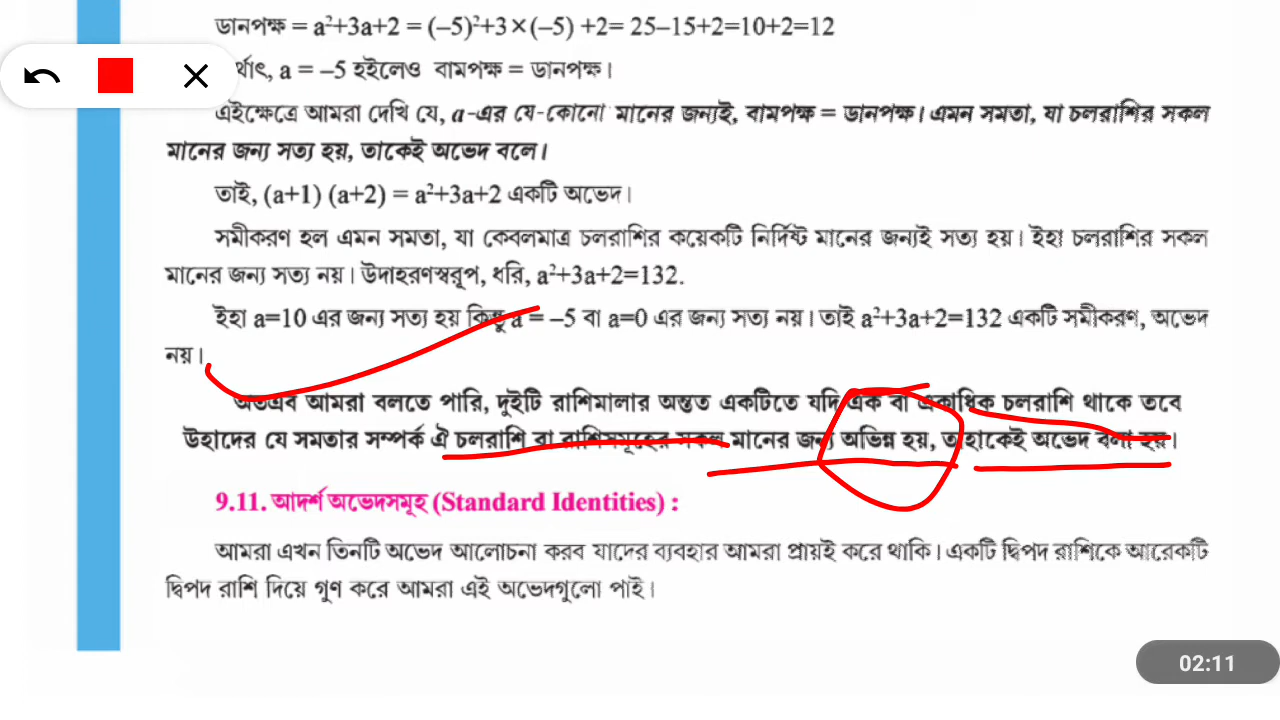 ডানপক্ষ = a²+3a+2 = (–5)²+3×(–5) +2= 25–15+2=10+2=12
র্থাৎ, a = –5 হইলেও বামপক্ষ = ডানপক্ষ।
এইক্ষেত্রে আমরা দেখি যে, a-এর যে-কোনো মানের জন্যই, বামপক্ষ = ডানপক্ষ। এমন সমতা, যা চলরাশির সকল
মানের জন্য সত্য হয়, তাকেই অভেদ বলে।
তাই, (a+1) (a+2) = a²+3a+2 একটি অভেদ।
সমীকরণ হল এমন সমতা, যা কেবলমাত্র চলরাশির কয়েকটি নির্দিষ্ট মানের জন্যই সত্য হয়। ইহা চলরাশির সকল
মানের জন্য সত্য নয়। উদাহরণস্বরূপ, ধরি, a²+3a+2=132.
ইহা a=10 এর জন্য সত্য হয় কিন্তু a = –5 বা a=0 এর জন্য সত্য নয়। তাই a²+3a+2=132 একটি সমীকরণ, অভেদ
নয়।
অতএব আমরা বলতে পারি, দুইটি রাশিমালার অন্তত একটিতে যদি এক বা একাধিক চলরাশি থাকে তবে
উহাদের যে সমতার সম্পর্ক ঐ চলরাশি বা রাশিসমূহের সকল মানের জন্য অভিন্ন হয়, তাহাকেই অভেদ বলা হয়।
9.11. আদর্শ অভেদসমূহ (Standard Identities) :
আমরা এখন তিনটি অভেদ আলোচনা করব যাদের ব্যবহার আমরা প্রায়ই করে থাকি। একটি দ্বিপদ রাশিকে আরেকটি
দ্বিপদ রাশি দিয়ে গুণ করে আমরা এই অভেদগুলো পাই।
02:11